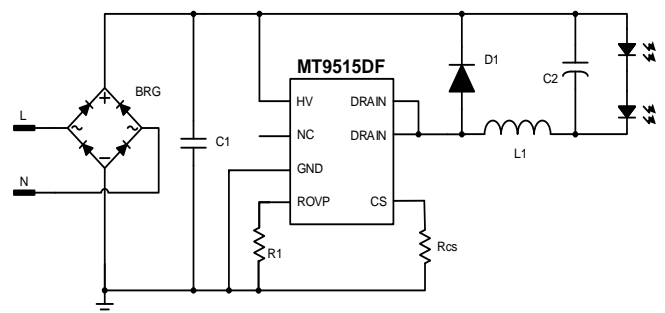 MT9515DF
L
N
BRG
+
~
~
−
C1
HV
NC
GND
ROVP
DRAIN
DRAIN
CS
R1
Rcs
D1
L1
C2